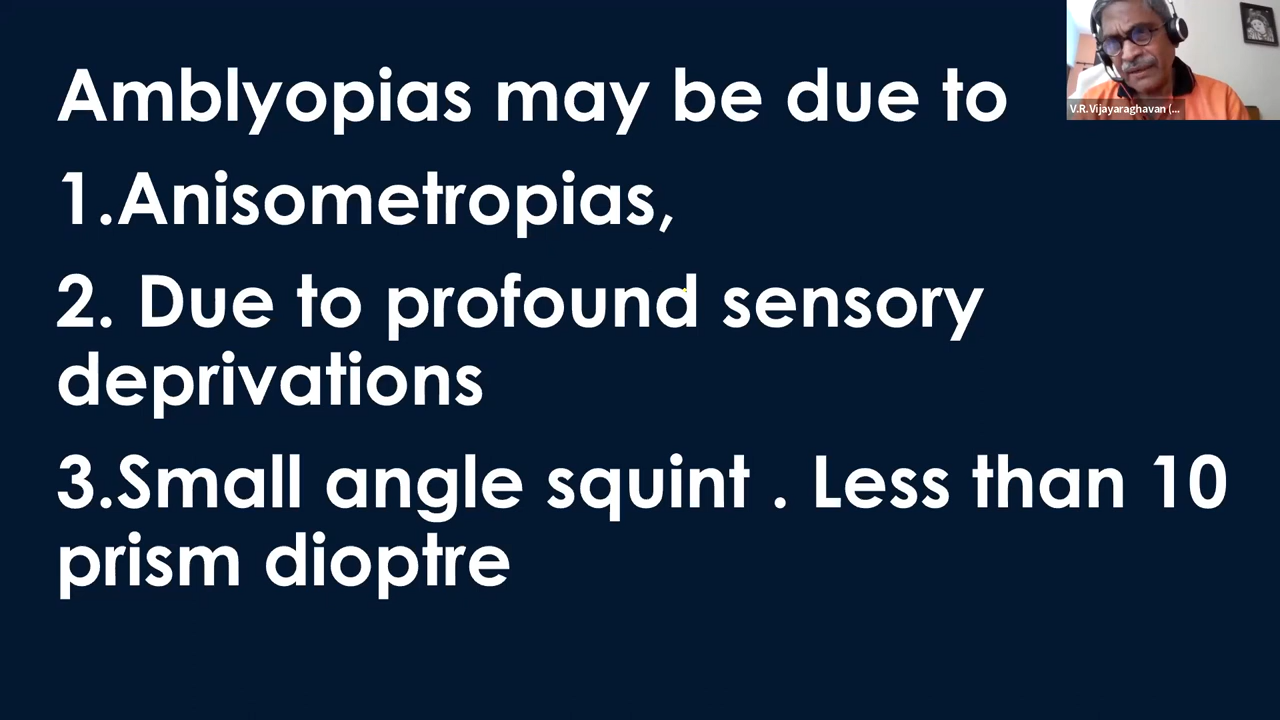 Amblyopias may be due to
1.Anisometropias,
2. Due to profound sensory
deprivations
3.Small angle squint . Less than 10
prism dioptre
V.R.Vijayaraghavan (...